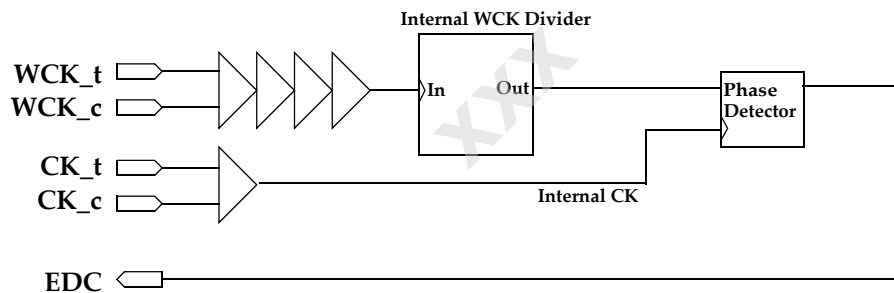 Internal WCK Divider
WCK_t
WCK_c
In
Out
Phase
Detector
CK_t
CK_c
Internal CK
EDC
XXX